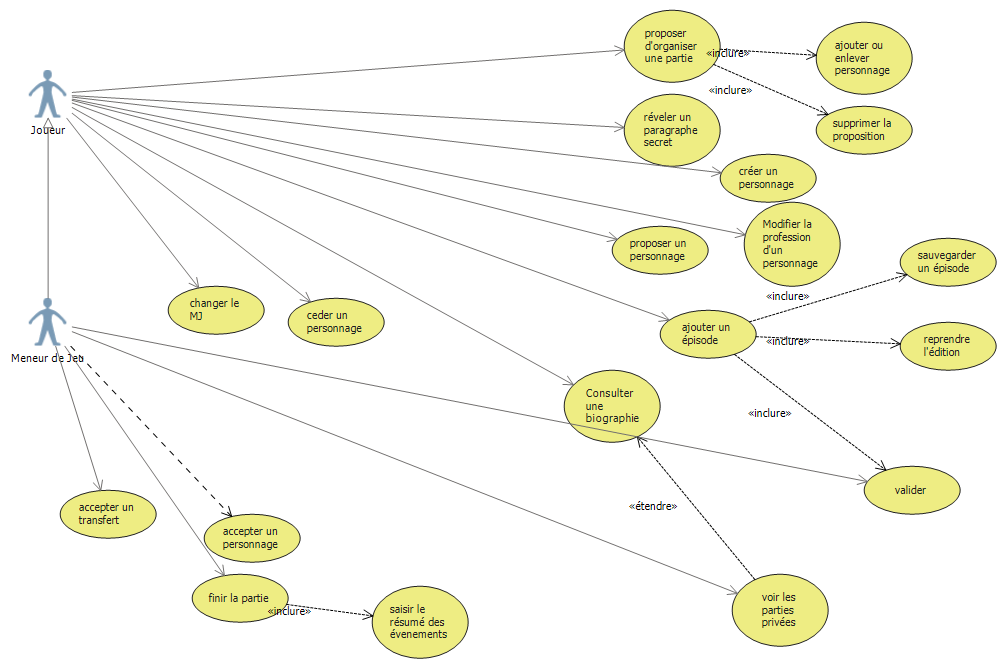 proposer
d'organiser
une partie
«inclure»
ajouter ou
enlever
personnage
«inclure»
supprimer la
proposition
Joueur
réveler un
paragraphe
secret
créer un
personnage
Modifier la
profession
d'un
personnage
proposer un
personnage
sauvegarder
un épisode
«inclure»
changer le
MJ
ceder un
personnage
ajouter un
épisode
«inclure»
reprendre
l'édition
Meneur de Jeu
Consulter
une
biographie
«inclure»
valider
«étendre»
accepter un
transfert
accepter un
personnage
finir la partie
«inclure»
saisir le
résumé des
évenements
voir les
parties
privées